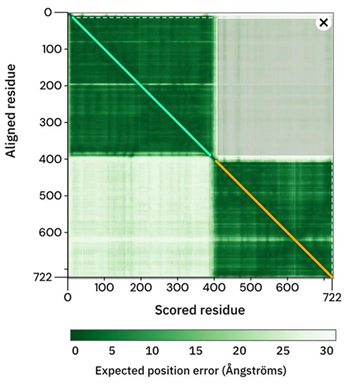 0
100
200
300
400
500
600
722
Aligned residue
0 100 200 300 400 500 600 722
Scored residue
0 5 10 15 20 25 30
Expected position error (Ångströms)